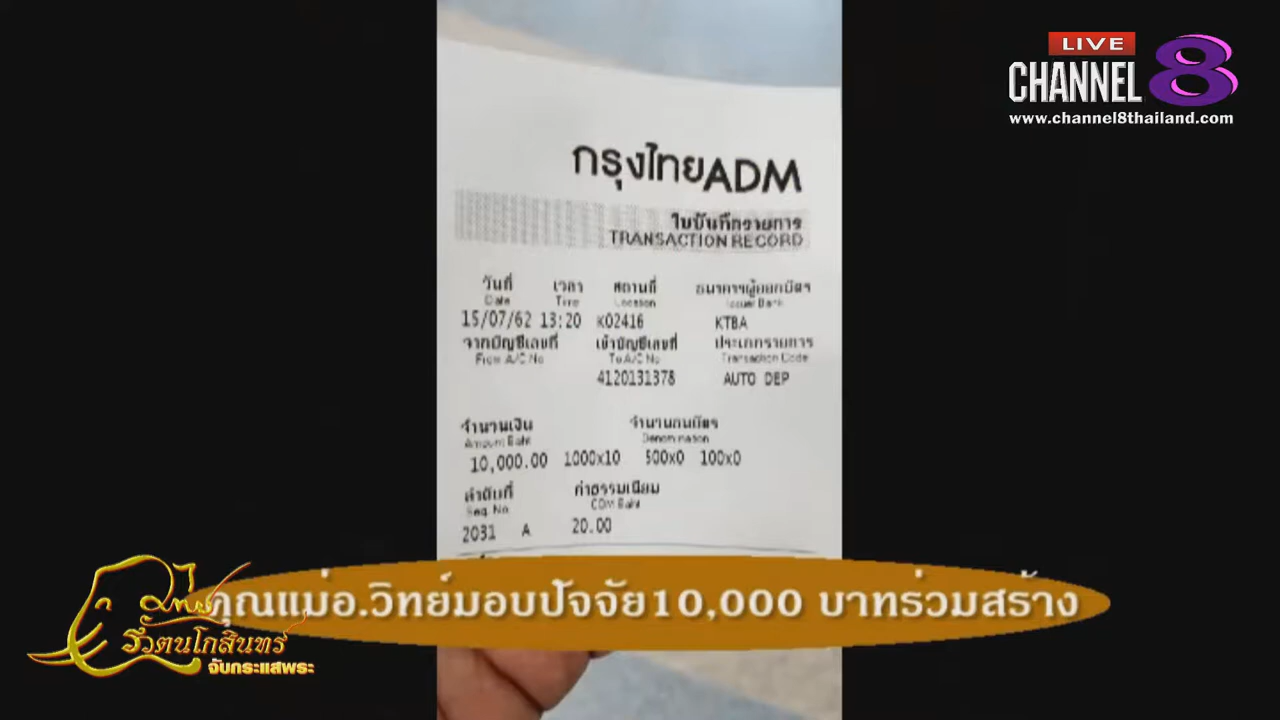 LIVE
CHANNEL 8
www.channel8thailand.com
กรุงไทยADM
ใบบันทึกรายการ
TRANSACTION RECORD
วันที่ เวลา สถานที่ ธนาคารผู้ออกบัตร
Date Time Location Issuer Bank
15/07/62 13:20 K02416 KTBA
จากบัญชีเลขที่ เข้าบัญชีเลขที่ ประเภทรายการ
From A/C No To A/C No Transaction Code
4120131378 AUTO DEP
จำนวนเงิน จำนวนธนบัตร
Amount Baht Denomination
10,000.00 1000x10 500x0 100x0
ลำดับที่ ค่าธรรมเนียม
Seq. No. CDM Baht
2031 A 20.00
คุณแม่อ.วิทย์มอบปัจจัย10,000 บาทร่วมสร้าง
รัตนโกสินทร์
จับกระแสพระ